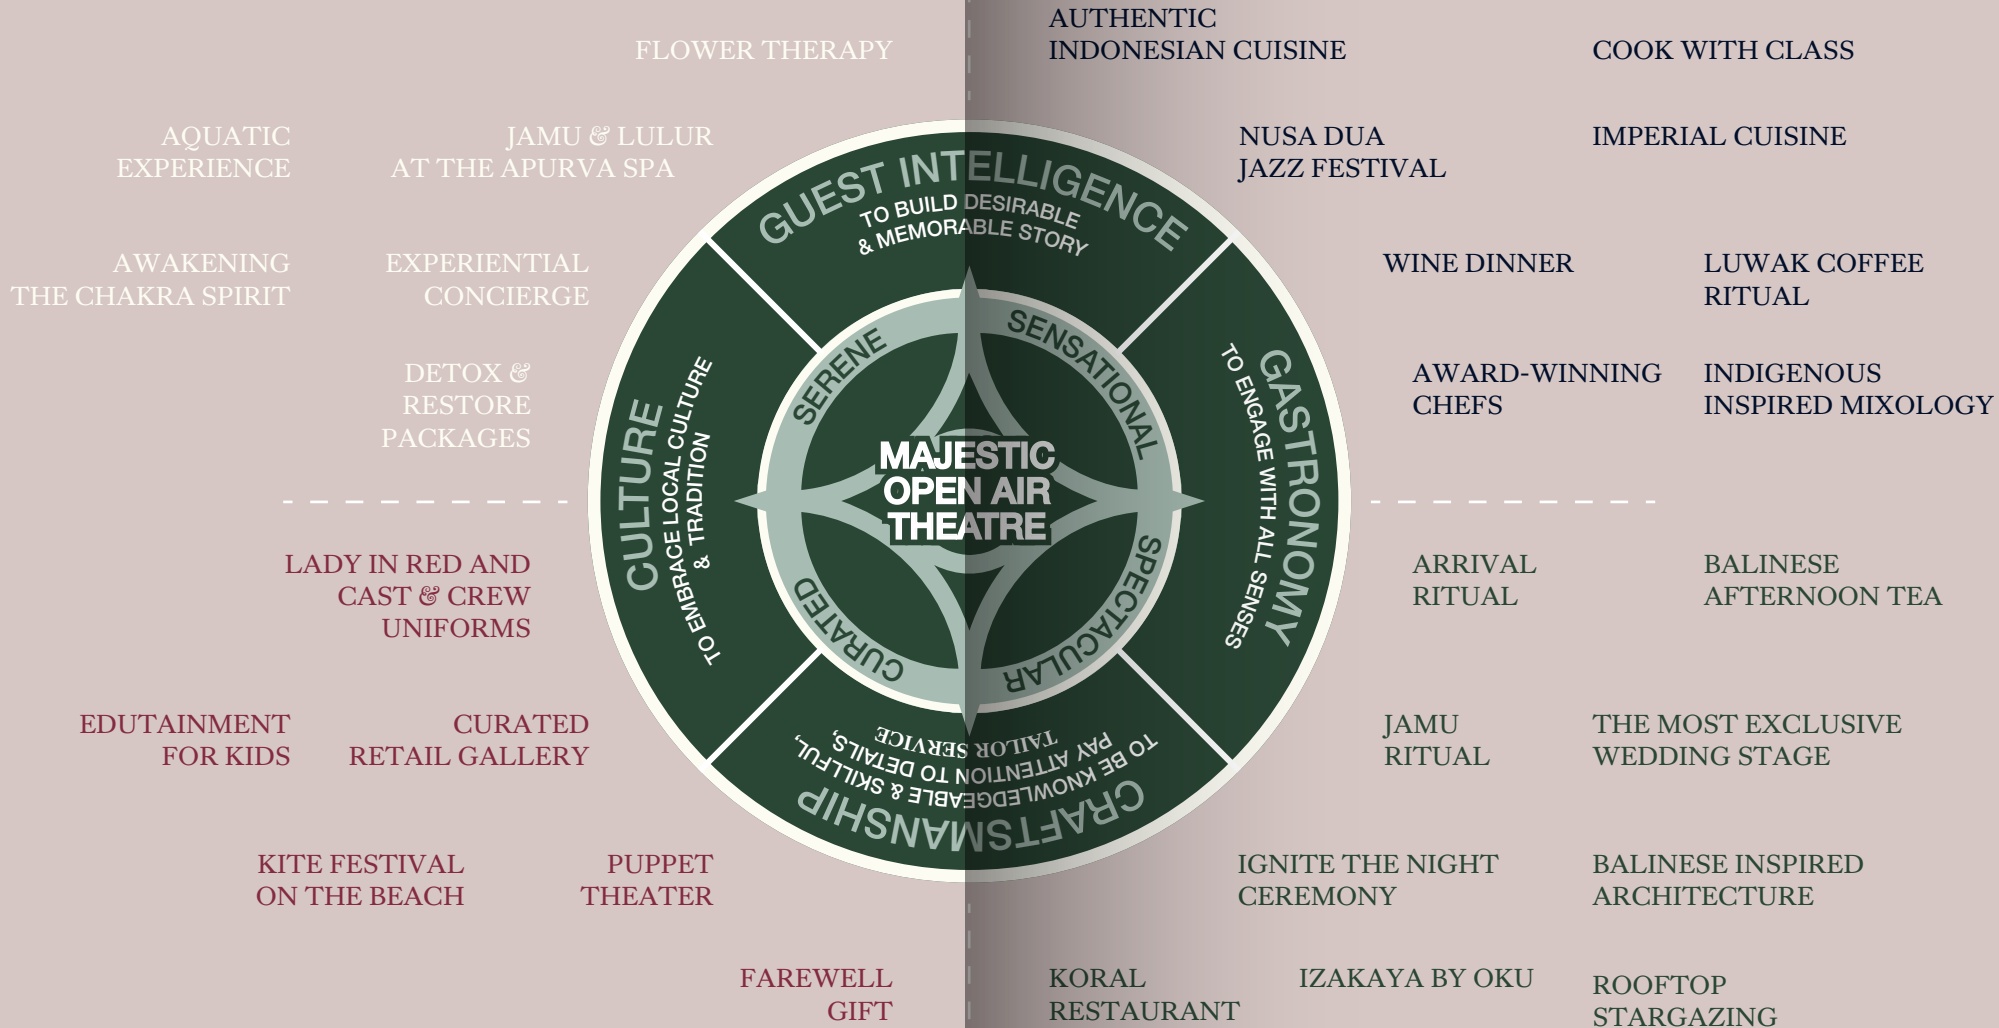 FLOWER THERAPY
AQUATIC
EXPERIENCE
JAMU & LULUR
AT THE APURVA SPA
AWAKENING
THE CHAKRA SPIRIT
EXPERIENTIAL
CONCIERGE
DETOX &
RESTORE
PACKAGES
AUTHENTIC
INDONESIAN CUISINE
COOK WITH CLASS
NUSA DUA
JAZZ FESTIVAL
IMPERIAL CUISINE
WINE DINNER
LUWAK COFFEE
RITUAL
AWARD-WINNING
CHEFS
INDIGENOUS
INSPIRED MIXOLOGY
GUEST INTELLIGENCE
TO BUILD DESIRABLE
& MEMORABLE STORY
GASTRONOMY
TO ENGAGE WITH ALL SENSES
CRAFTSMANSHIP
TO BE KNOWLEDGEABLE & SKILLFUL,
PAY ATTENTION TO DETAILS,
TAILOR SERVICE
CULTURE
TO EMBRACE LOCAL CULTURE
& TRADITION
SERENE
SENSATIONAL
SPECTACULAR
CURATED
MAJESTIC
OPEN AIR
THEATRE
LADY IN RED AND
CAST & CREW
UNIFORMS
EDUTAINMENT
FOR KIDS
CURATED
RETAIL GALLERY
KITE FESTIVAL
ON THE BEACH
PUPPET
THEATER
FAREWELL
GIFT
ARRIVAL
RITUAL
BALINESE
AFTERNOON TEA
JAMU
RITUAL
THE MOST EXCLUSIVE
WEDDING STAGE
IGNITE THE NIGHT
CEREMONY
BALINESE INSPIRED
ARCHITECTURE
KORAL
RESTAURANT
IZAKAYA BY OKU
ROOFTOP
STARGAZING